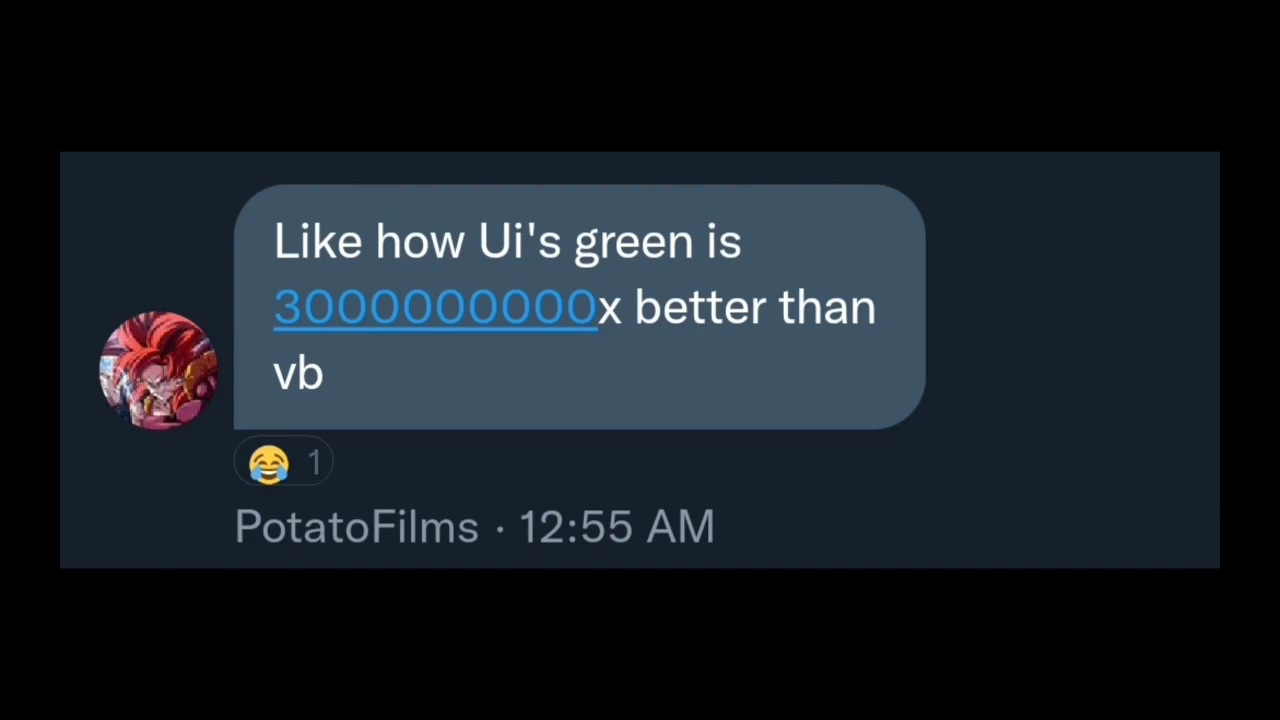 Like how Ui's green is
3000000000x better than
vb
😂 1
PotatoFilms · 12:55 AM